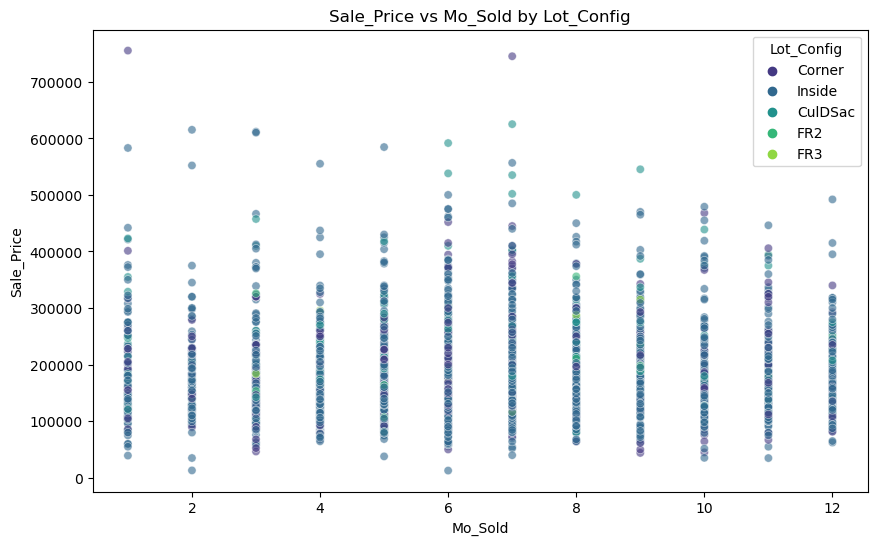 Sale_Price vs Mo_Sold by Lot_Config
Lot_Config
Corner
Inside
CulDSac
FR2
FR3
Sale_Price
700000
600000
500000
400000
300000
200000
100000
0
2 4 6 8 10 12
Mo_Sold